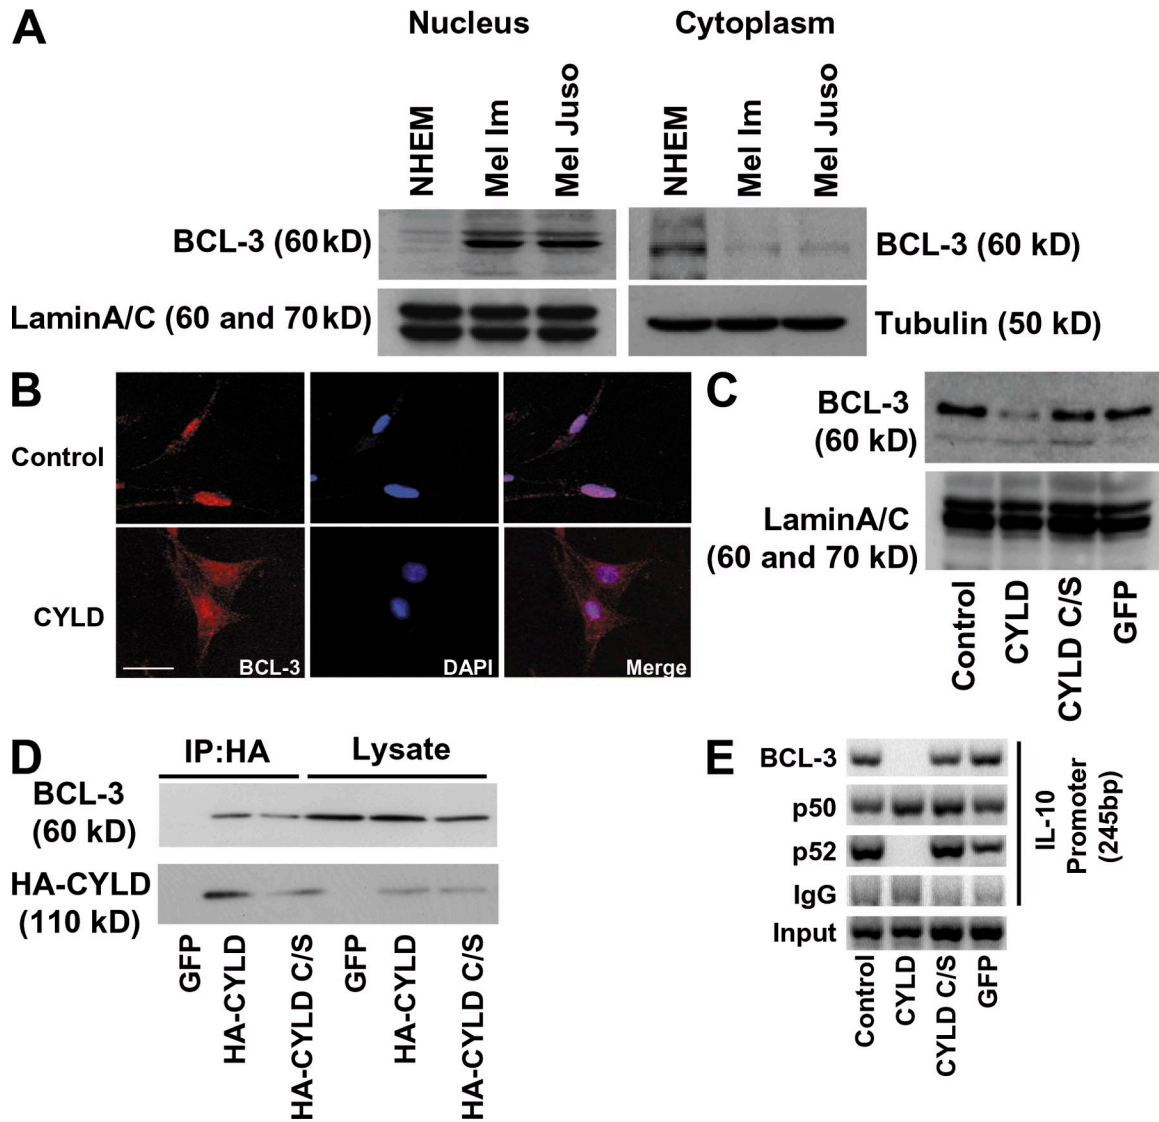 A
Nucleus
Cytoplasm
NHEM
Mel Im
Mel Juso
NHEM
Mel Im
Mel Juso
BCL-3 (60 kD)
BCL-3 (60 kD)
LaminA/C (60 and 70 kD)
Tubulin (50 kD)
B
Control
CYLD
BCL-3
DAPI
Merge
C
BCL-3
(60 kD)
LaminA/C
(60 and 70 kD)
Control
CYLD
CYLD C/S
GFP
D
IP:HA
Lysate
BCL-3
(60 kD)
HA-CYLD
(110 kD)
GFP
HA-CYLD
HA-CYLD C/S
GFP
HA-CYLD
HA-CYLD C/S
E
BCL-3
p50
p52
IgG
Input
IL-10
Promoter
(245bp)
Control
CYLD
CYLD C/S
GFP